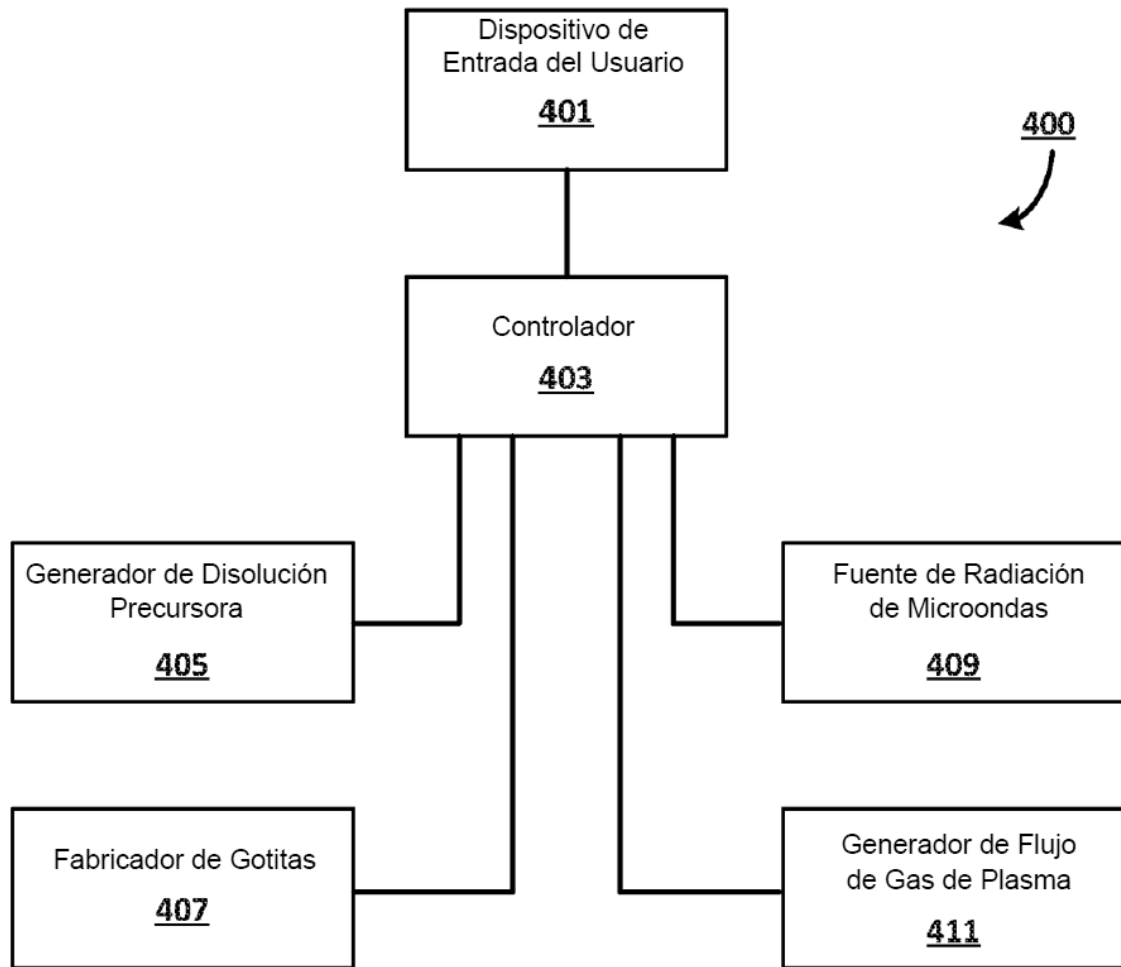 Dispositivo de
Entrada del Usuario
401
400
Controlador
403
Generador de Disolución
Precursora
405
Fuente de Radiación
de Microondas
409
Fabricador de Gotitas
407
Generador de Flujo
de Gas de Plasma
411